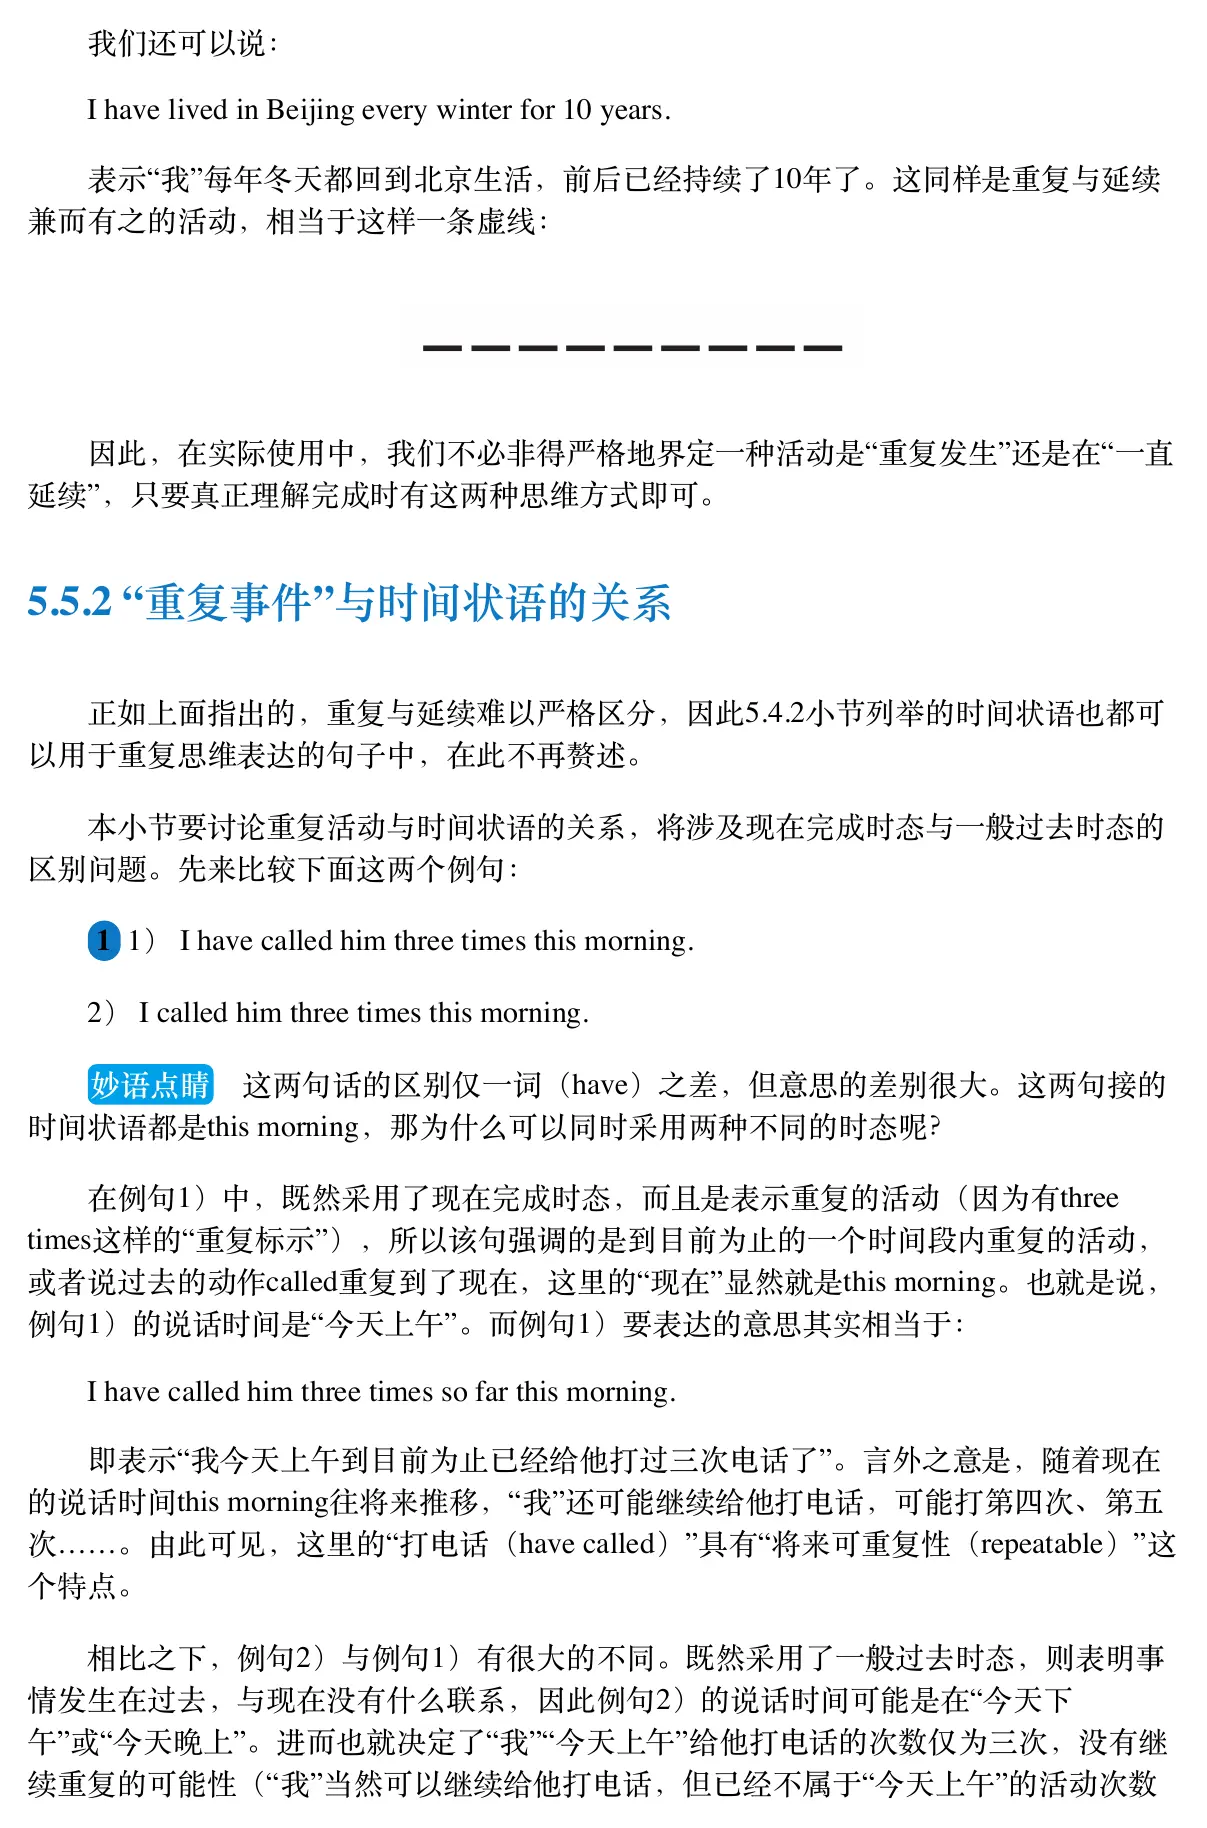 我们还可以说：
I have lived in Beijing every winter for 10 years.
表示“我”每年冬天都回到北京生活，前后已经持续了10年了。这同样是重复与延续
兼而有之的活动，相当于这样一条虚线：
因此，在实际使用中，我们不必非得严格地界定一种活动是“重复发生”还是在“一直
延续”，只要真正理解完成时有这两种思维方式即可。
5.5.2 “重复事件”与时间状语的关系
正如上面指出的，重复与延续难以严格区分，因此5.4.2小节列举的时间状语也都可
以用于重复思维表达的句子中，在此不再赘述。
本小节要讨论重复活动与时间状语的关系，将涉及现在完成时态与一般过去时态的
区别问题。先来比较下面这两个例句：
1 1） I have called him three times this morning.
2） I called him three times this morning.
妙语点睛 这两句话的区别仅一词（have）之差，但意思的差别很大。这两句接的
时间状语都是this morning，那为什么可以同时采用两种不同的时态呢？
在例句1）中，既然采用了现在完成时态，而且是表示重复的活动（因为有three
times这样的“重复标示”），所以该句强调的是到目前为止的一个时间段内重复的活动，
或者说过去的动作called重复到了现在，这里的“现在”显然就是this morning。也就是说，
例句1）的说话时间是“今天上午”。而例句1）要表达的意思其实相当于：
I have called him three times so far this morning.
即表示“我今天上午到目前为止已经给他打过三次电话了”。言外之意是，随着现在
的说话时间this morning往将来推移，“我”还可能继续给他打电话，可能打第四次、第五
次……。由此可见，这里的“打电话（have called）”具有“将来可重复性（repeatable）”这
个特点。
相比之下，例句2）与例句1）有很大的不同。既然采用了一般过去时态，则表明事
情发生在过去，与现在没有什么联系，因此例句2）的说话时间可能是在“今天下
午”或“今天晚上”。进而也就决定了“我”“今天上午”给他打电话的次数仅为三次，没有继
续重复的可能性（“我”当然可以继续给他打电话，但已经不属于“今天上午”的活动次数